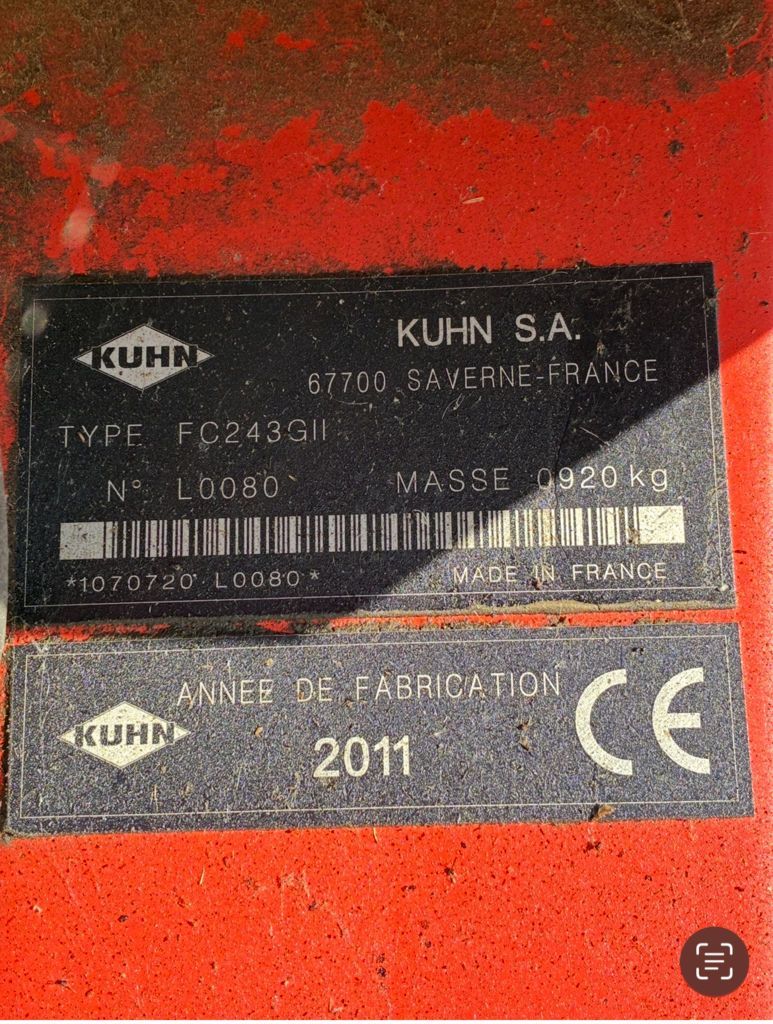 KUHN
KUHN S.A.
67700 SAVERNE-FRANCE
TYPE FC243GII
N° L0080 MASSE 0920 kg
*1070720 L0080*
MADE IN FRANCE
ANNEE DE FABRICATION
KUHN
2011
CE